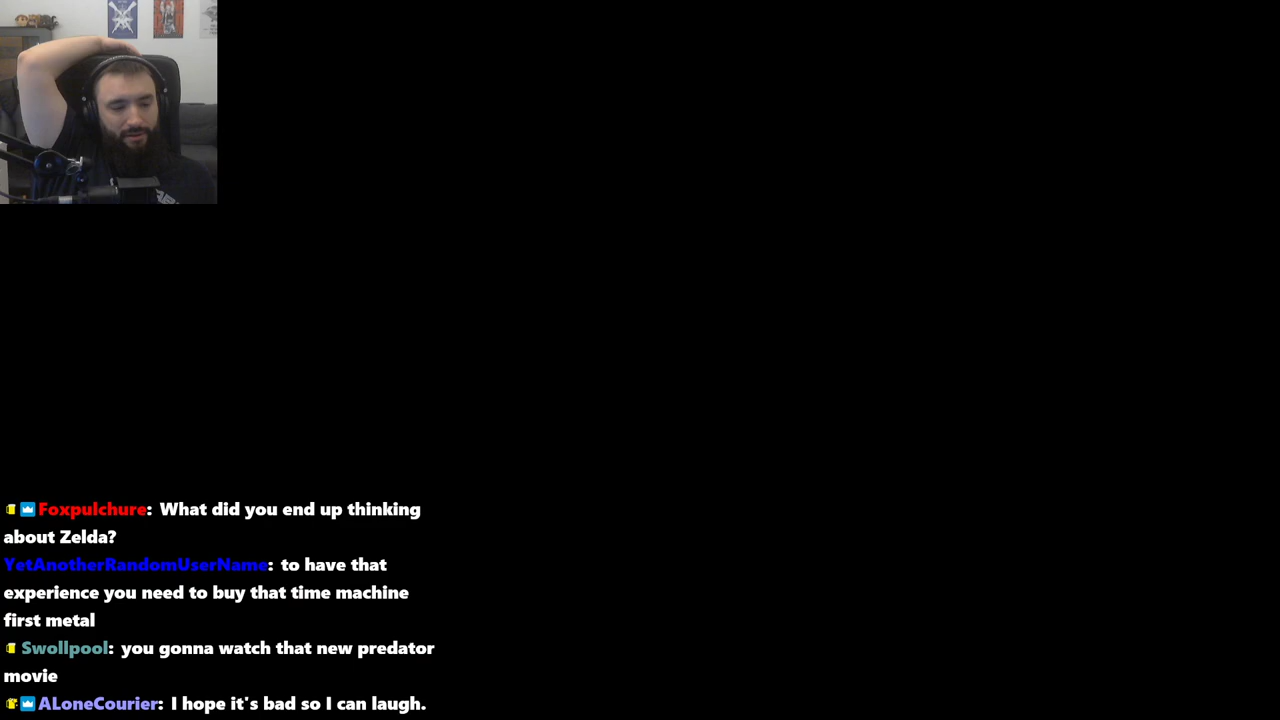 Foxpulchure: What did you end up thinking
about Zelda?
YetAnotherRandomUserName: to have that
experience you need to buy that time machine
first metal
Swollpool: you gonna watch that new predator
movie
ALoneCourier: I hope it's bad so I can laugh.